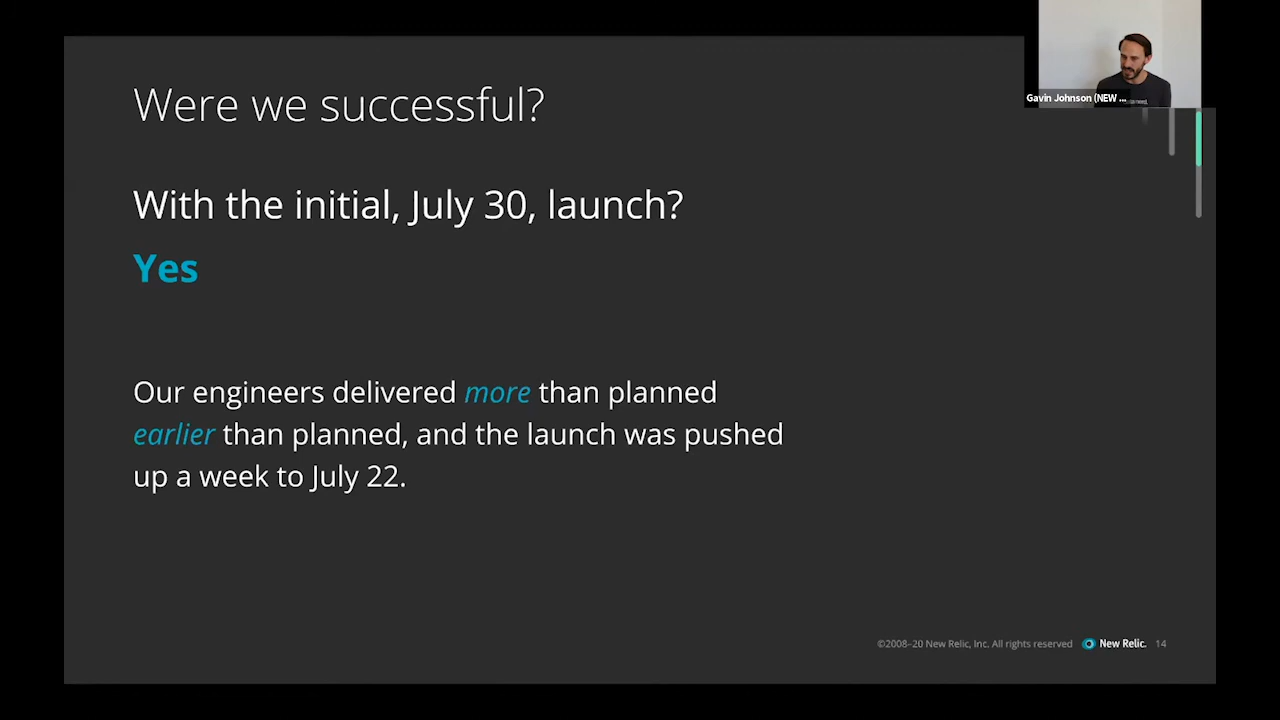 Gavin Johnson (NEW ...
Were we successful?
With the initial, July 30, launch?
Yes
Our engineers delivered more than planned
earlier than planned, and the launch was pushed
up a week to July 22.
©2008–20 New Relic, Inc. All rights reserved New Relic. 14